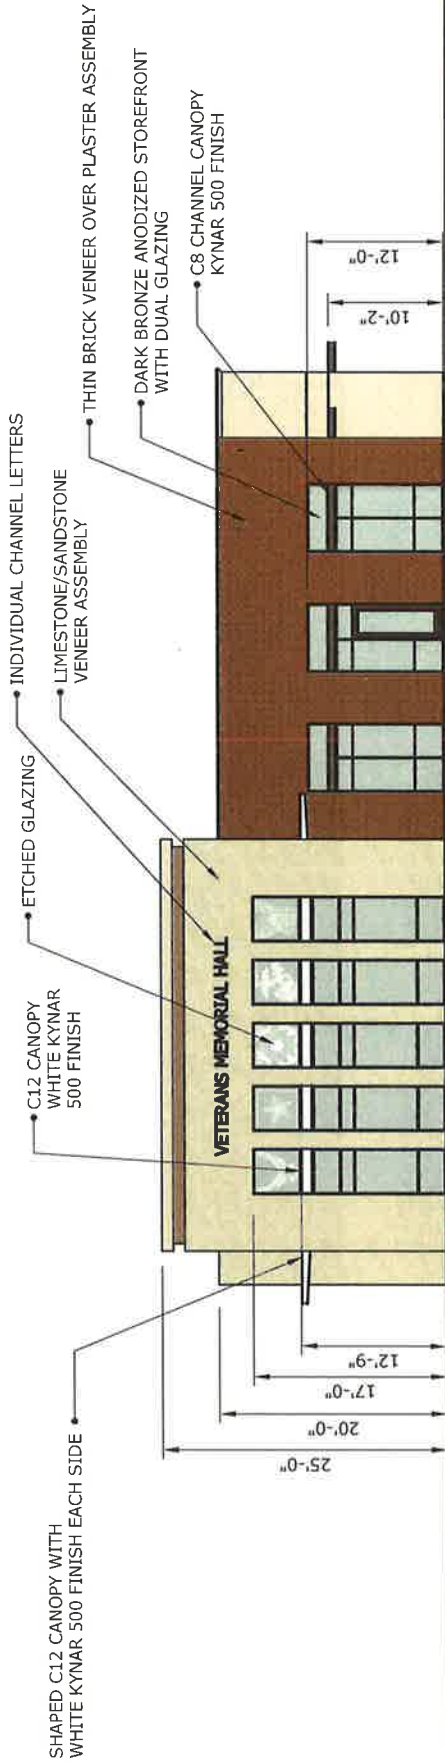 SHAPED C12 CANOPY WITH
WHITE KYNAR 500 FINISH EACH SIDE
C12 CANOPY
WHITE KYNAR
500 FINISH
ETCHED GLAZING
INDIVIDUAL CHANNEL LETTERS
LIMESTONE/SANDSTONE
VENEER ASSEMBLY
THIN BRICK VENEER OVER PLASTER ASSEMBLY
DARK BRONZE ANODIZED STOREFRONT
WITH DUAL GLAZING
C8 CHANNEL CANOPY
KYNAR 500 FINISH
VETERANS MEMORIAL HALL
25'-0"
20'-0"
17'-0"
12'-9"
10'-2"
12'-0"